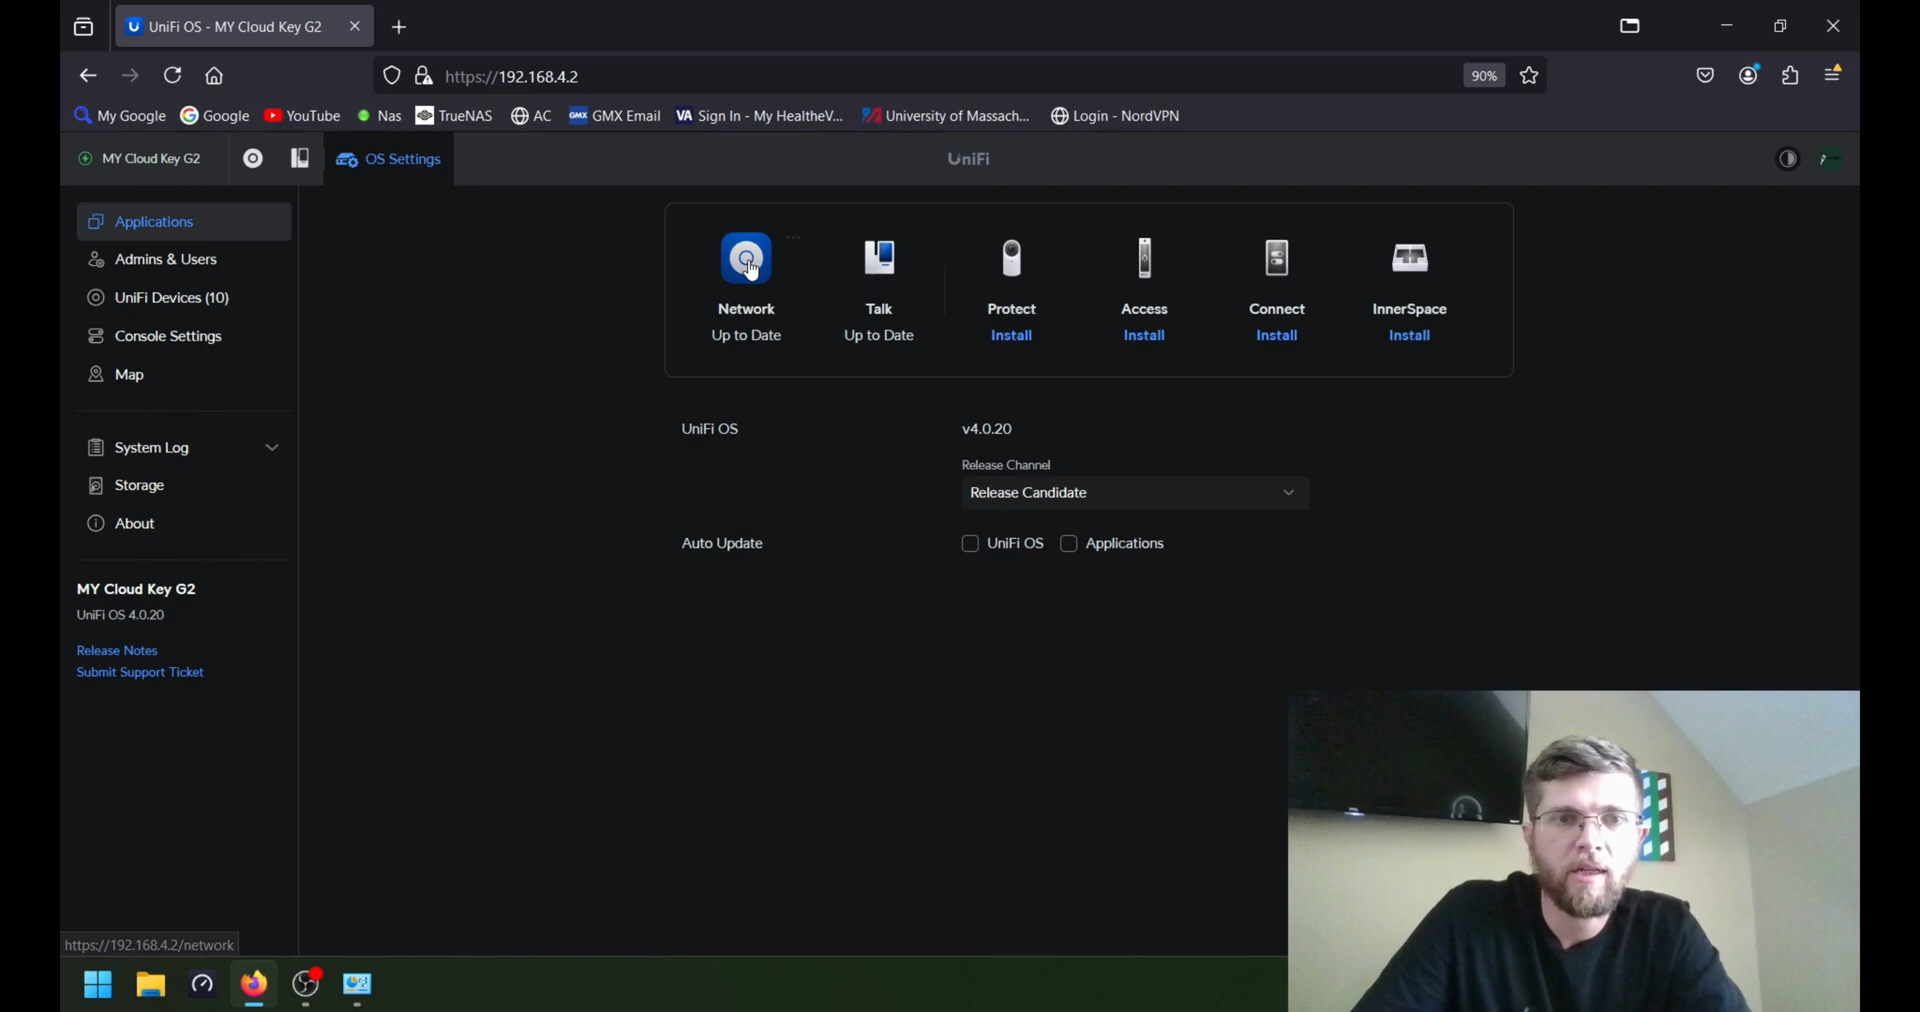 UniFi OS - MY Cloud Key G2
https://192.168.4.2
90%
My Google
Google
YouTube
Nas
TrueNAS
AC
GMX
GMX Email
VA
Sign In - My HealtheV...
University of Massach...
Login - NordVPN
MY Cloud Key G2
OS Settings
UniFi
Applications
Admins & Users
UniFi Devices (10)
Console Settings
Map
System Log
Storage
About
MY Cloud Key G2
UniFi OS 4.0.20
Release Notes
Submit Support Ticket
Network
Up to Date
Talk
Up to Date
Protect
Install
Access
Install
Connect
Install
InnerSpace
Install
UniFi OS
v4.0.20
Release Channel
Release Candidate
Auto Update
UniFi OS
Applications
https://192.168.4.2/network